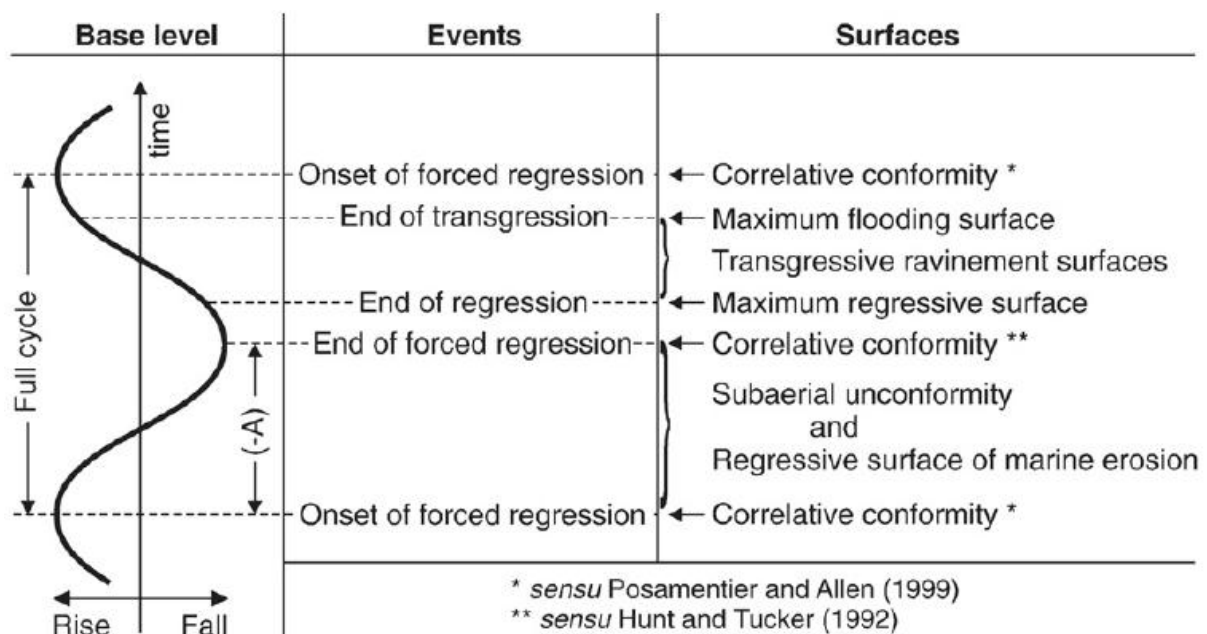 Base level Events Surfaces
time
Onset of forced regression Correlative conformity *
End of transgression Maximum flooding surface
Transgressive ravinement surfaces
End of regression Maximum regressive surface
End of forced regression Correlative conformity **
Full cycle
(-A)
Subaerial unconformity
and
Regressive surface of marine erosion
Onset of forced regression Correlative conformity *
* sensu Posamentier and Allen (1999)
** sensu Hunt and Tucker (1992)
Rise Fall